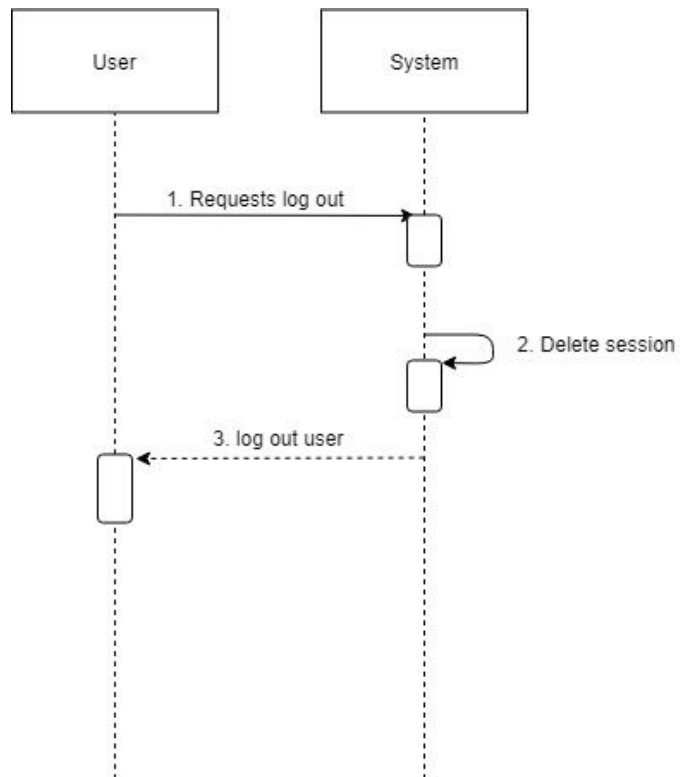 User
System
1. Requests log out
2. Delete session
3. log out user